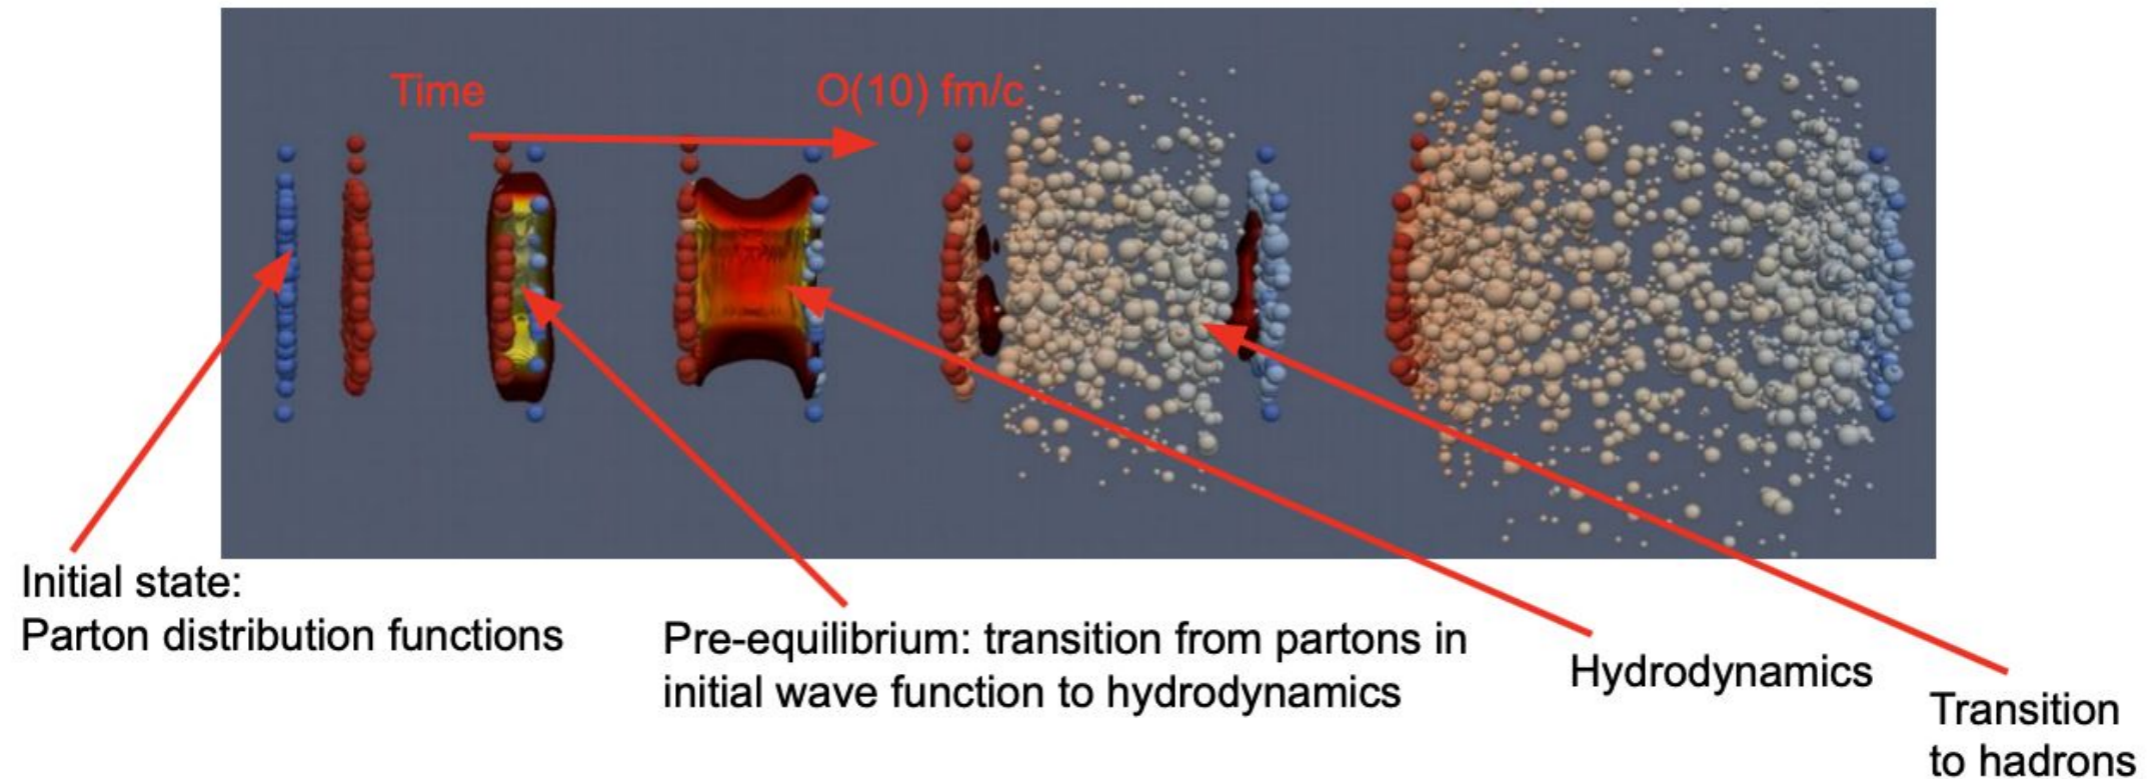 Time
O(10) fm/c
Initial state:
Parton distribution functions
Pre-equilibrium: transition from partons in
initial wave function to hydrodynamics
Hydrodynamics
Transition
to hadrons